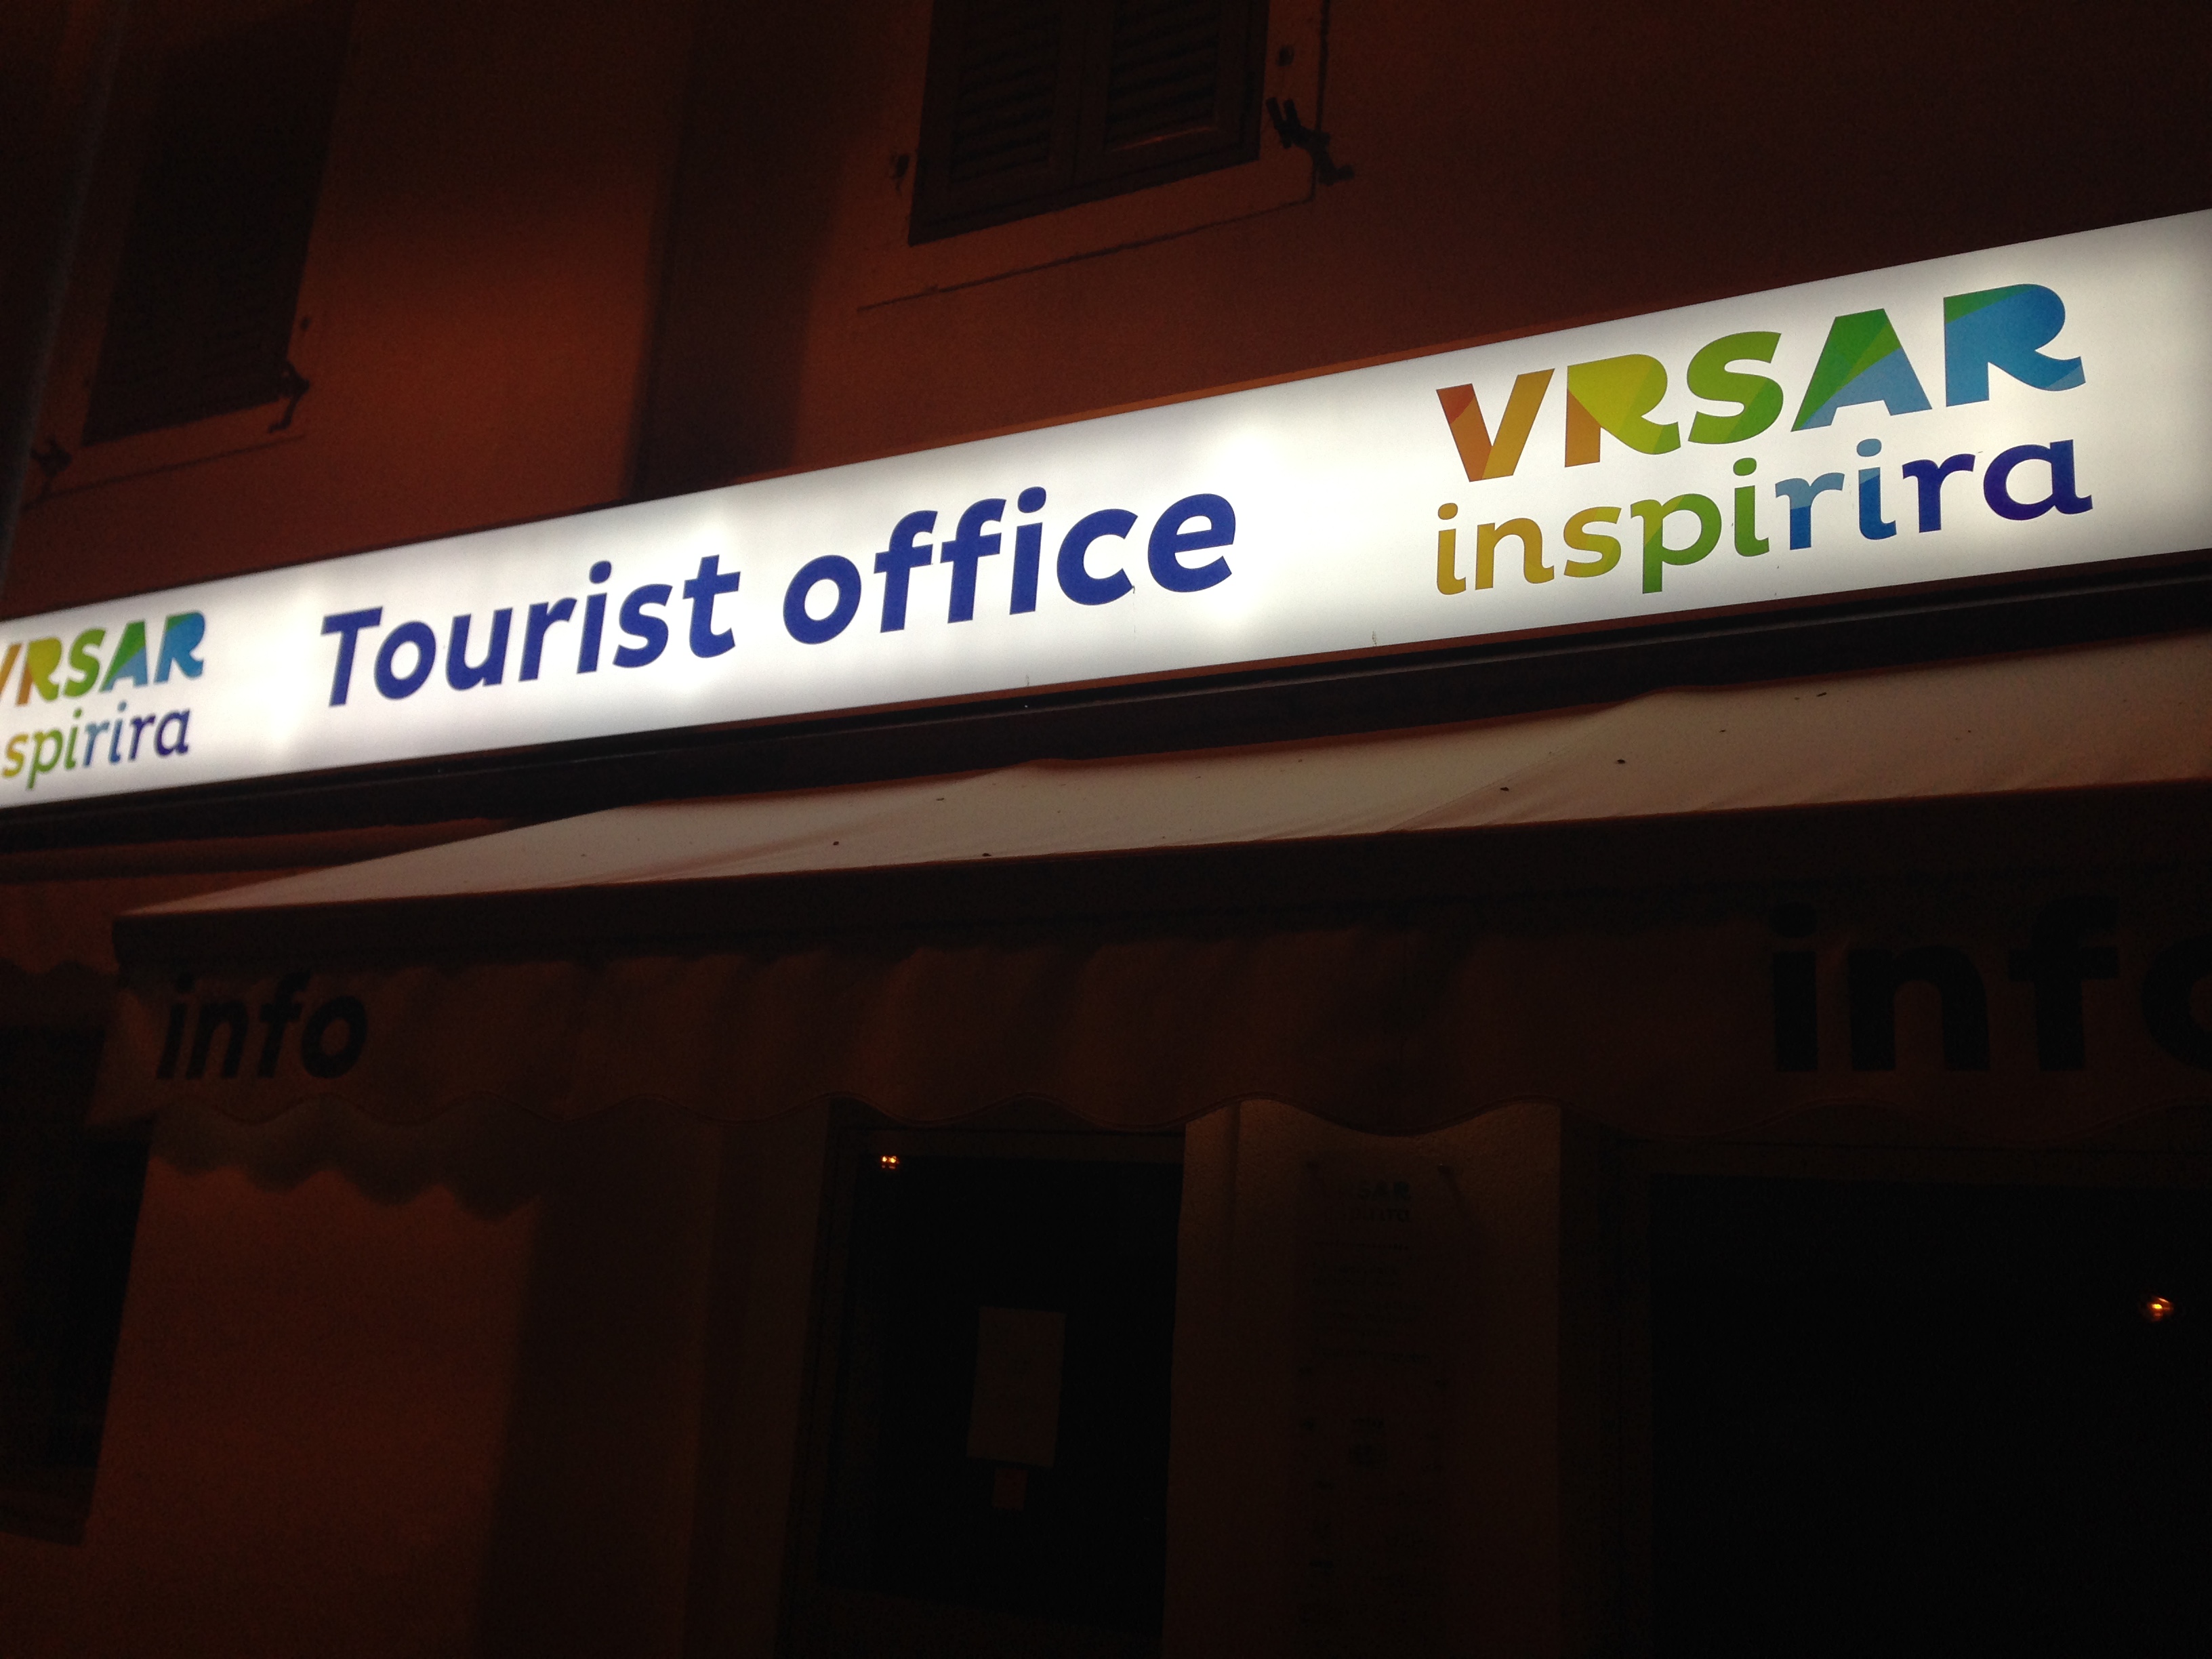 VRSAR
spirira
Tourist office
VRSAR
inspirira
info
info